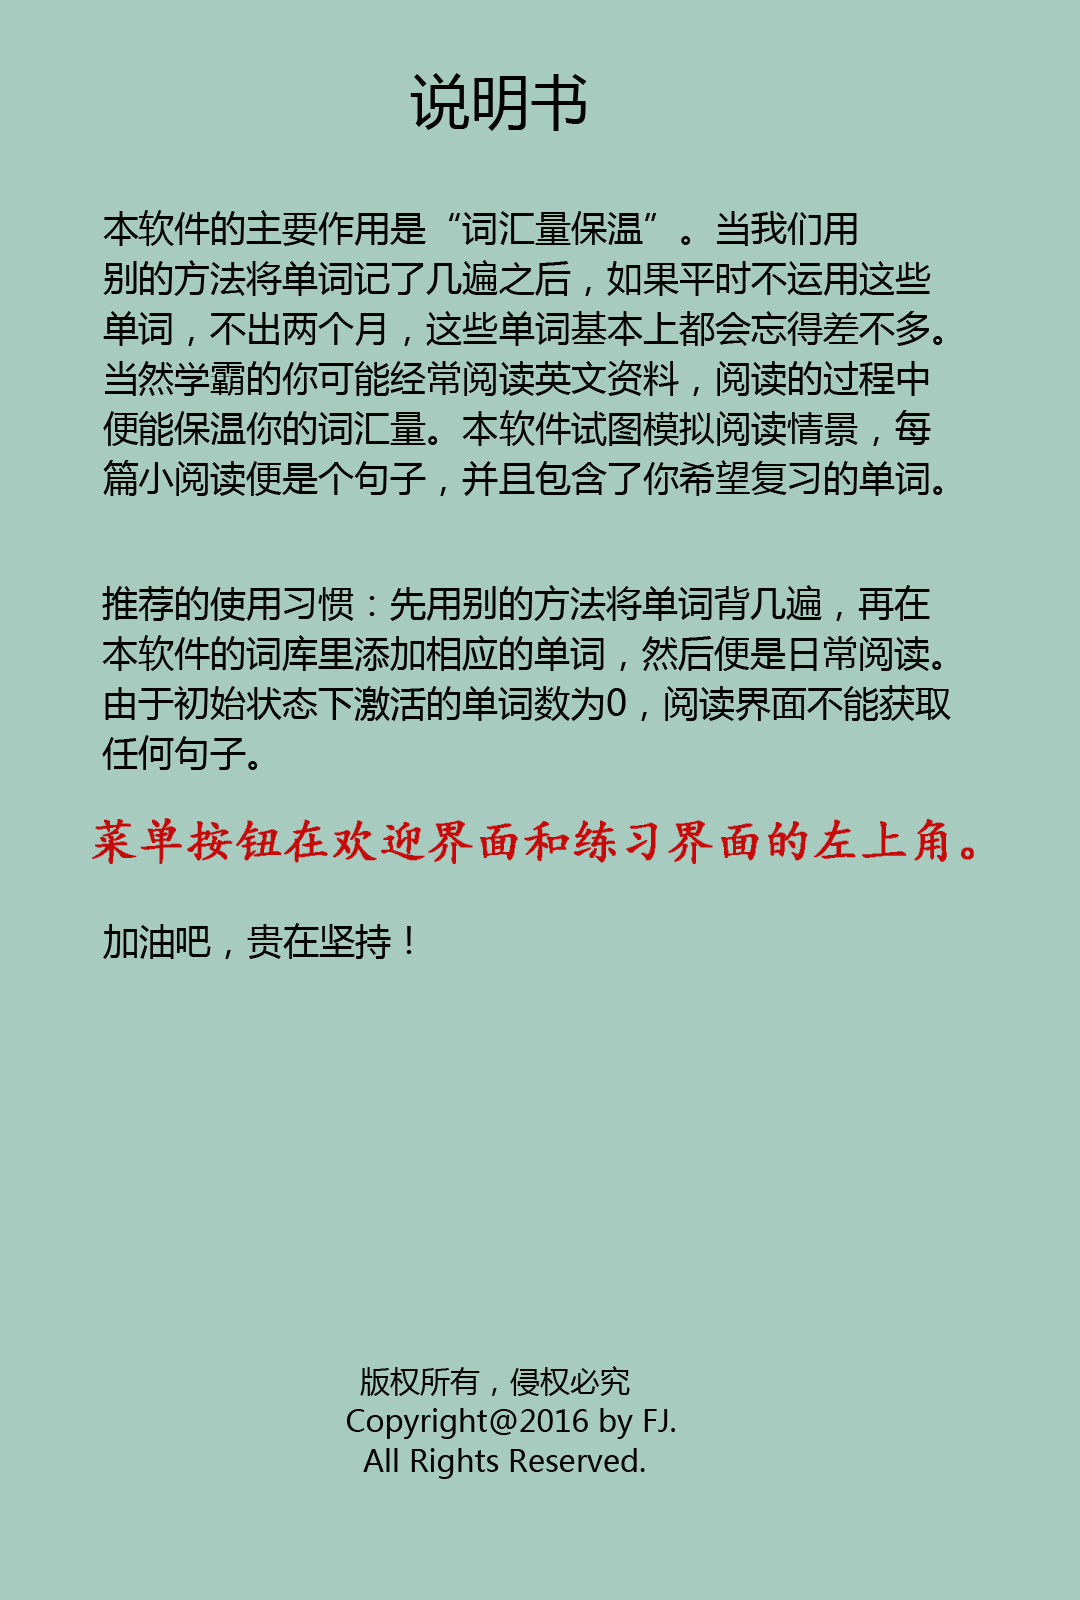 说明书
本软件的主要作用是“词汇量保温”。当我们用
别的方法将单词记了几遍之后，如果平时不运用这些
单词，不出两个月，这些单词基本上都会忘得差不多。
当然学霸的你可能经常阅读英文资料，阅读的过程中
便能保温你的词汇量。本软件试图模拟阅读情景，每
篇小阅读便是个句子，并且包含了你希望复习的单词。
推荐的使用习惯：先用别的方法将单词背几遍，再在
本软件的词库里添加相应的单词，然后便是日常阅读。
由于初始状态下激活的单词数为0，阅读界面不能获取
任何句子。
菜单按钮在欢迎界面和练习界面的左上角。
加油吧，贵在坚持！
版权所有，侵权必究
Copyright@2016 by FJ.
All Rights Reserved.